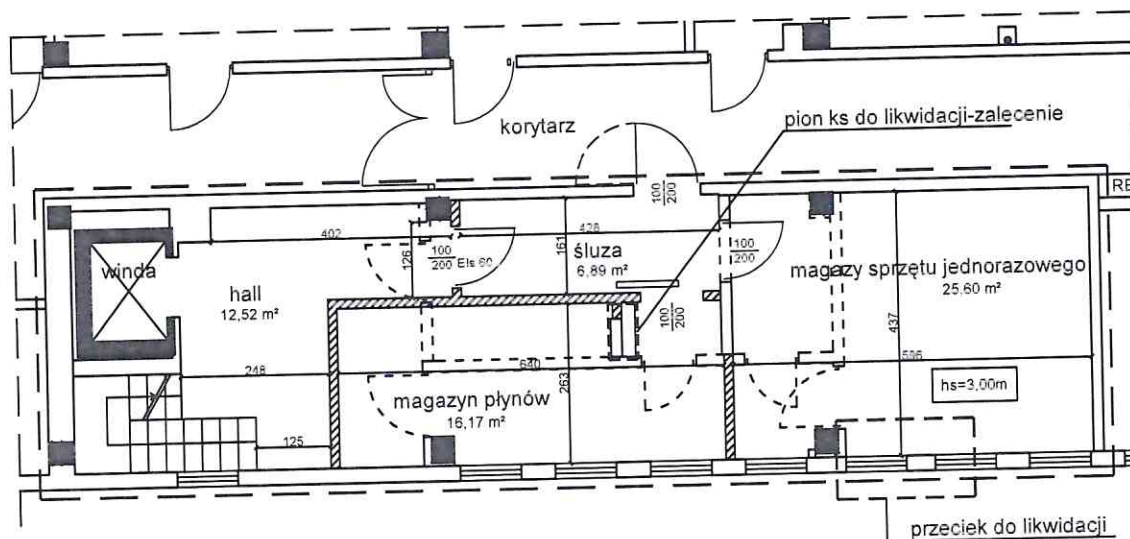 korytarz
pion ks do likwidacji-zalecenie
100
200
RE
402
428
126
100
200
EIs 60
161
śluza
6,89 m²
100
200
winda
hall
12,52 m²
magazy sprzętu jednorazowego
25,60 m²
100
200
437
248
640
263
596
hs=3,00m
magazyn płynów
16,17 m²
125
przeciek do likwidacji